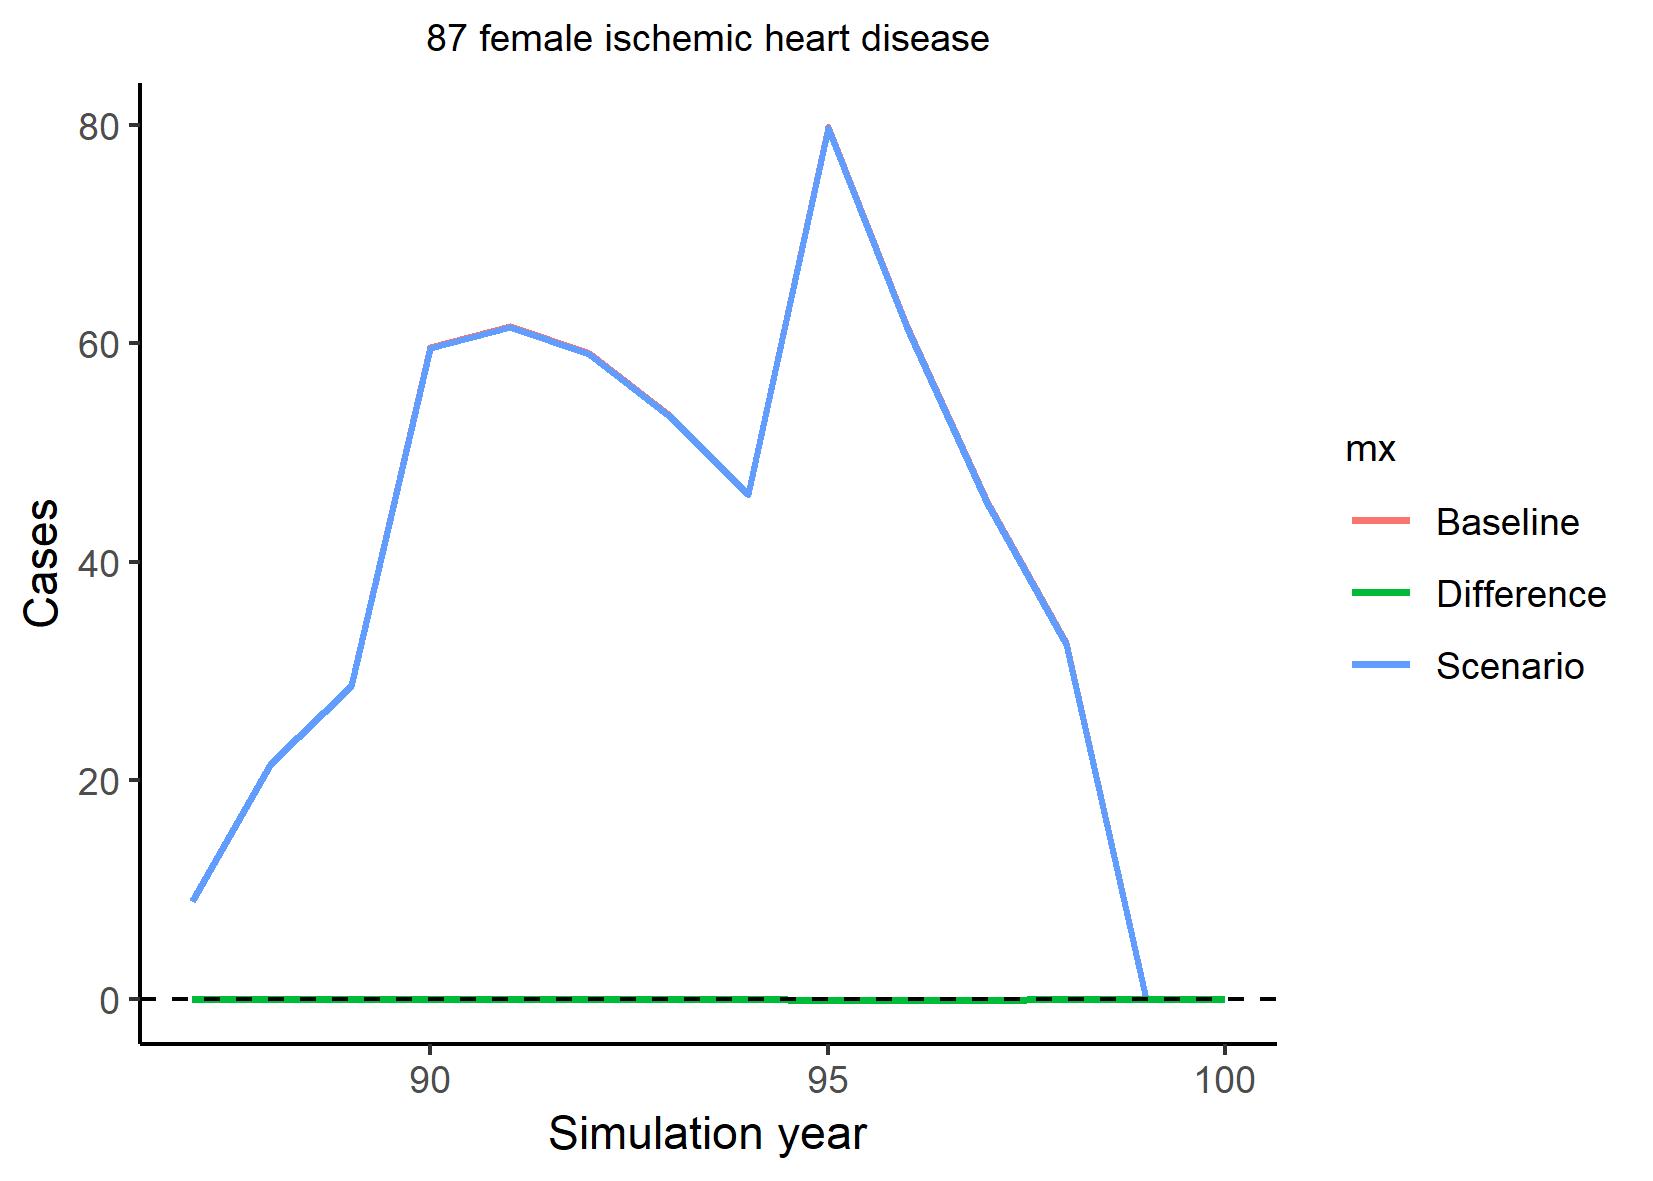 87 female ischemic heart disease
80
60
40
20
0
Cases
90
95
100
Simulation year
mx
Baseline
Difference
Scenario